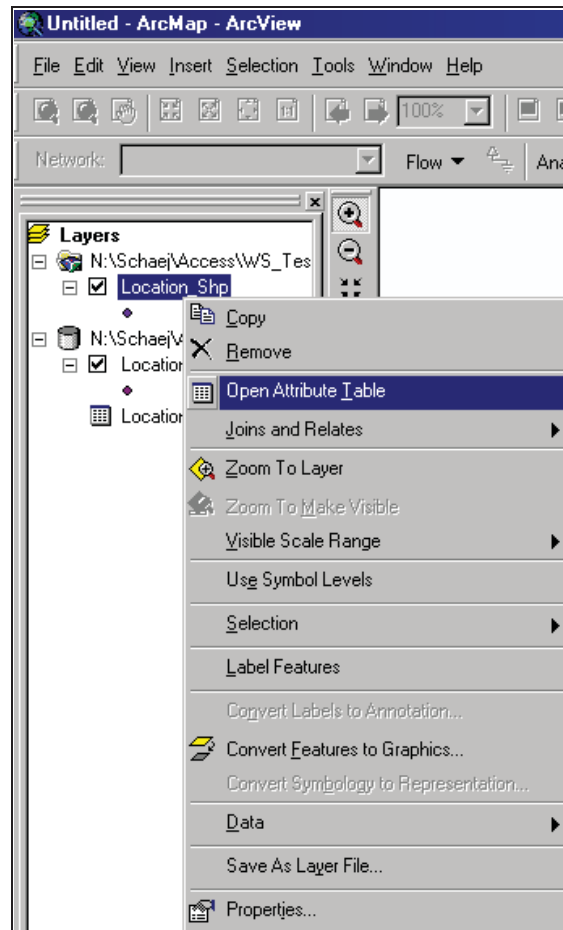 Untitled - ArcMap - ArcView
File Edit View Insert Selection Tools Window Help
1:1 100%
Network: Flow
Layers
N:\Schaej\Access\WS_Tes
Location_Shp
N:\Schaej\
Location
Location
Copy
Remove
Open Attribute Table
Joins and Relates
Zoom To Layer
Zoom To Make Visible
Visible Scale Range
Use Symbol Levels
Selection
Label Features
Convert Labels to Annotation...
Convert Features to Graphics...
Convert Symbology to Representation...
Data
Save As Layer File...
Properties...